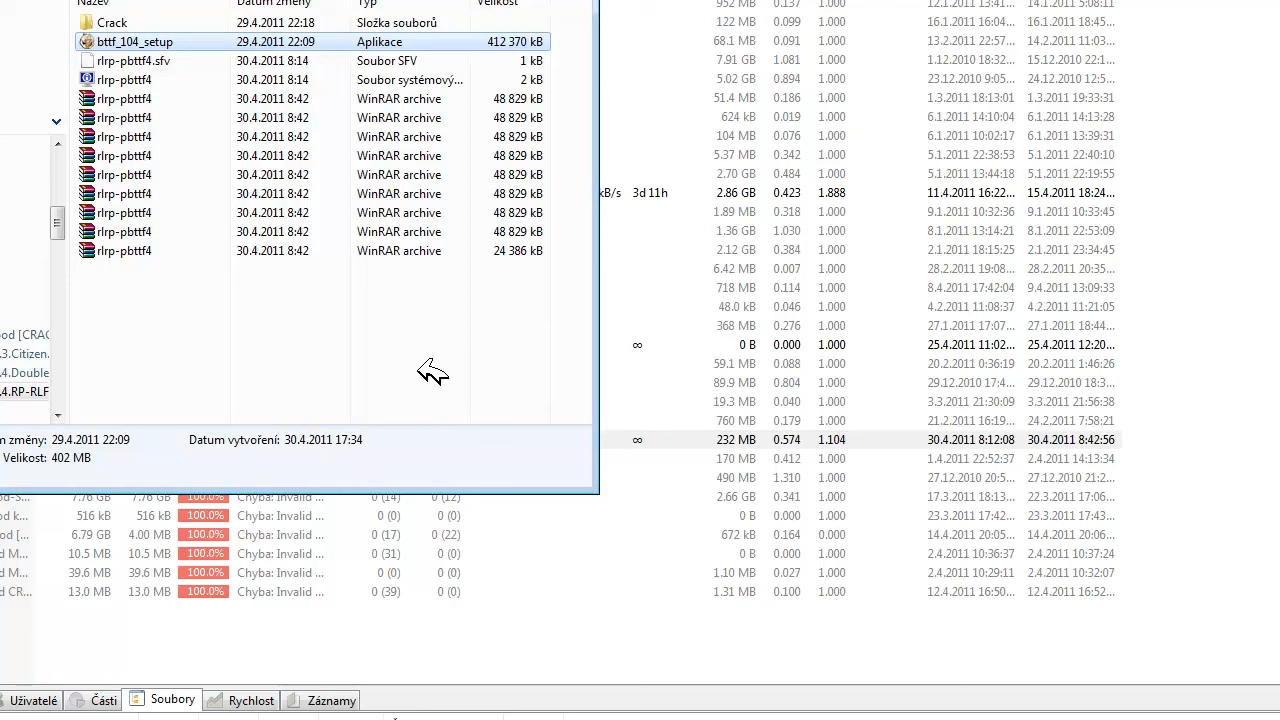 Název Datum změny Typ Velikost
Crack 29.4.2011 22:18 Složka souborů
bttf_104_setup 29.4.2011 22:09 Aplikace 412 370 kB
rlrp-pbttf4.sfv 30.4.2011 8:14 Soubor SFV 1 kB
rlrp-pbttf4 30.4.2011 8:14 Soubor systémový... 2 kB
rlrp-pbttf4 30.4.2011 8:42 WinRAR archive 48 829 kB
rlrp-pbttf4 30.4.2011 8:42 WinRAR archive 48 829 kB
rlrp-pbttf4 30.4.2011 8:42 WinRAR archive 48 829 kB
rlrp-pbttf4 30.4.2011 8:42 WinRAR archive 48 829 kB
rlrp-pbttf4 30.4.2011 8:42 WinRAR archive 48 829 kB
rlrp-pbttf4 30.4.2011 8:42 WinRAR archive 48 829 kB
rlrp-pbttf4 30.4.2011 8:42 WinRAR archive 48 829 kB
rlrp-pbttf4 30.4.2011 8:42 WinRAR archive 48 829 kB
rlrp-pbttf4 30.4.2011 8:42 WinRAR archive 24 386 kB
od [CRAC
.3.Citizen.
.4.Double
.4.RP-RLF
m změny: 29.4.2011 22:09 Datum vytvoření: 30.4.2011 17:34
Velikost: 402 MB
952 MB 0.137 1.000 12.1.2011 13:41... 14.1.2011 5:08:11
122 MB 0.099 1.000 16.1.2011 16:04... 16.1.2011 18:45...
68.1 MB 0.091 1.000 13.2.2011 22:57... 14.2.2011 11:03...
7.91 GB 1.081 1.000 1.12.2010 18:32... 15.12.2010 22:1...
5.02 GB 0.894 1.000 23.12.2010 9:05... 24.12.2010 12:5...
51.4 MB 0.186 1.000 1.3.2011 18:13:01 1.3.2011 19:33:31
624 kB 0.019 1.000 6.1.2011 14:10:04 6.1.2011 14:13:28
104 MB 0.076 1.000 6.1.2011 10:02:17 6.1.2011 13:39:31
5.37 MB 0.342 1.000 5.1.2011 22:38:53 5.1.2011 22:40:10
2.70 GB 0.484 1.000 5.1.2011 13:44:18 5.1.2011 22:19:55
kB/s 3d 11h 2.86 GB 0.423 1.888 11.4.2011 16:22... 15.4.2011 18:24...
1.89 MB 0.318 1.000 9.1.2011 10:32:36 9.1.2011 10:33:45
1.36 GB 1.030 1.000 8.1.2011 13:14:21 8.1.2011 22:53:09
2.12 GB 0.384 1.000 2.1.2011 18:15:25 2.1.2011 23:34:45
6.42 MB 0.007 1.000 28.2.2011 19:08... 28.2.2011 20:35...
718 MB 0.114 1.000 8.4.2011 17:42:04 9.4.2011 13:09:33
48.0 kB 0.046 1.000 4.2.2011 11:08:37 4.2.2011 11:21:05
368 MB 0.276 1.000 27.1.2011 17:07... 27.1.2011 18:44...
∞ 0 B 0.000 1.000 25.4.2011 11:02... 25.4.2011 12:20...
59.1 MB 0.088 1.000 20.2.2011 0:36:19 20.2.2011 1:46:26
89.9 MB 0.804 1.000 29.12.2010 17:4... 29.12.2010 18:3...
19.3 MB 0.040 1.000 3.3.2011 21:30:09 3.3.2011 21:56:38
760 MB 0.179 1.000 21.2.2011 16:19... 24.2.2011 7:58:21
∞ 232 MB 0.574 1.104 30.4.2011 8:12:08 30.4.2011 8:42:56
170 MB 0.412 1.000 1.4.2011 22:52:37 2.4.2011 14:13:34
490 MB 1.310 1.000 27.12.2010 20:5... 27.12.2010 21:2...
od-S... 7.76 GB 7.76 GB 100.0% Chyba: Invalid ... 0 (14) 0 (12) 2.66 GB 0.341 1.000 17.3.2011 18:13... 22.3.2011 17:06...
od k... 516 kB 516 kB 100.0% Chyba: Invalid ... 0 (0) 0 (0) 0 B 0.000 1.000 23.3.2011 17:42... 23.3.2011 17:43...
od [... 6.79 GB 4.00 MB 100.0% Chyba: Invalid ... 0 (17) 0 (22) 672 kB 0.164 0.000 14.4.2011 20:05... 14.4.2011 20:06...
d M... 10.5 MB 10.5 MB 100.0% Chyba: Invalid ... 0 (31) 0 (0) 0 B 0.000 1.000 2.4.2011 10:36:37 2.4.2011 10:37:24
d M... 39.6 MB 39.6 MB 100.0% Chyba: Invalid ... 0 (0) 0 (0) 1.10 MB 0.027 1.000 2.4.2011 10:29:11 2.4.2011 10:32:07
d CR... 13.0 MB 13.0 MB 100.0% Chyba: Invalid ... 0 (39) 0 (0) 1.31 MB 0.100 1.000 12.4.2011 16:50... 12.4.2011 16:52...
Uživatelé Části Soubory Rychlost Záznamy